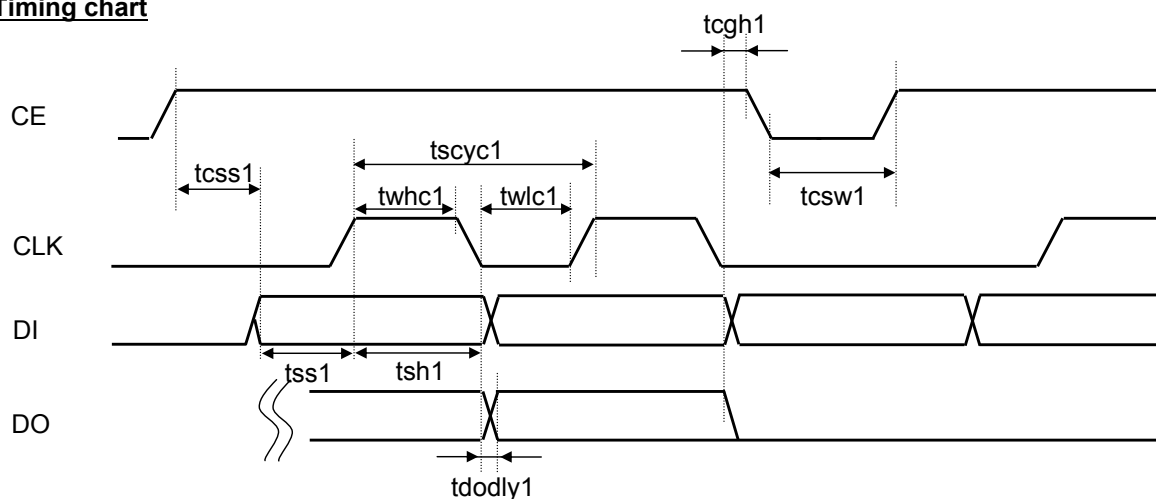 Timing chart
tcgh1
CE
tscyc1
tcss1
twhc1
twlc1
tcsw1
CLK
DI
tss1
tsh1
DO
tdodly1